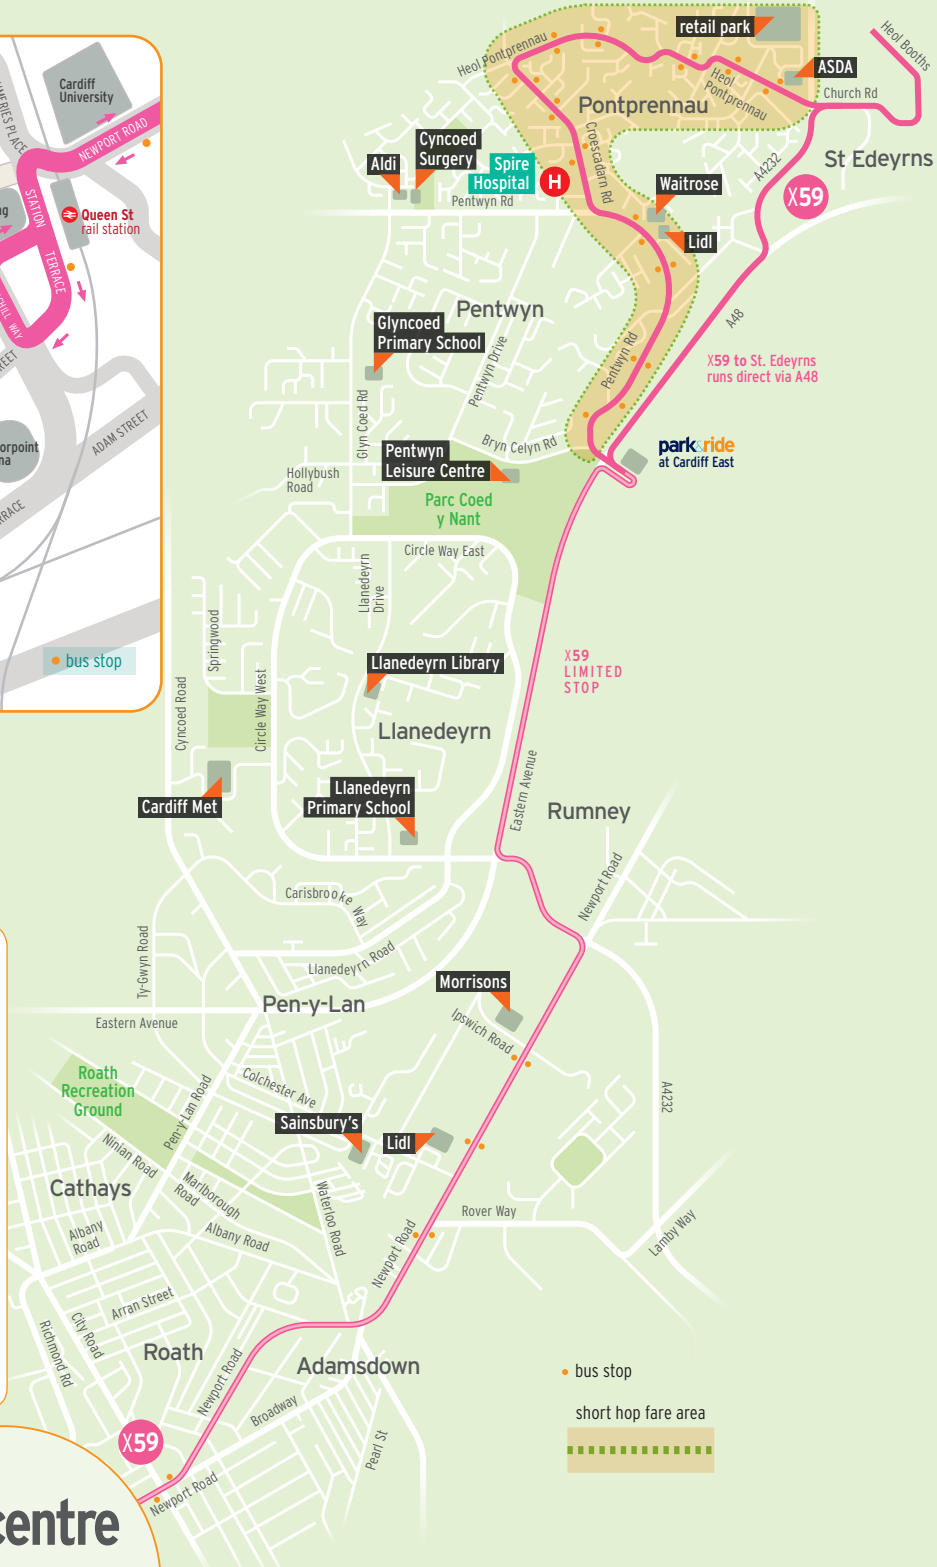 retail park
Heol Booths
Heol Pontprennau
ASDA
Heol
Pontprennau
Church Rd
Pontprennau
Cardiff
University
NEWPORT ROAD
Cyncoed
Surgery
Aldi
Spire
Hospital
H
Croescadarn Rd
A4232
St Edeyrns
X59
Waitrose
Pentwyn Rd
Lidl
STATION
TERRACE
Queen St
rail station
Pentwyn
Glyncoed
Primary School
Pentwyn Drive
Pentwyn Rd
A48
X59 to St. Edeyrns
runs direct via A48
Glyn Coed Rd
ADAM STREET
Bryn Celyn Rd
park&ride
at Cardiff East
Pentwyn
Leisure Centre
Hollybush
Road
Parc Coed
y Nant
Circle Way East
Llanedeyrn
Drive
Springwood
bus stop
Llanedeyrn Library
X59
LIMITED
STOP
Cyncoed Road
Circle Way West
Llanedeyrn
Eastern Avenue
Cardiff Met
Llanedeyrn
Primary School
Rumney
Newport Road
Carisbrooke Way
Ty-Gwyn Road
Llanedeyrn Road
Morrisons
Pen-y-Lan
Eastern Avenue
Ipswich Road
Roath
Recreation
Ground
Colchester Ave
Pen-y-Lan Road
A4232
Sainsbury's
Lidl
Ninian Road
Marlborough
Road
Cathays
Waterloo Road
Albany
Road
Albany Road
Rover Way
Lamby Way
Newport Road
Arran Street
City Road
Richmond Rd
Roath
Newport Road
Adamsdown
Broadway
Pearl St
X59
Newport Road
bus stop
short hop fare area
centre